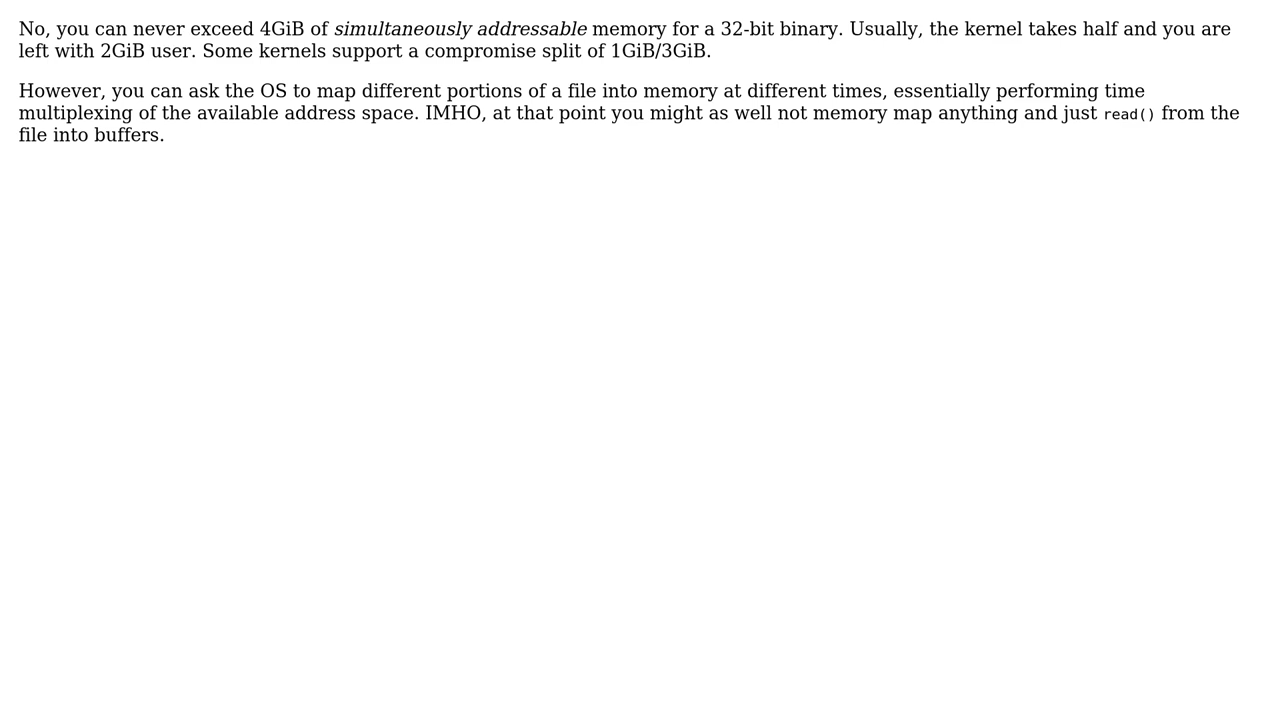 No, you can never exceed 4GiB of simultaneously addressable memory for a 32-bit binary. Usually, the kernel takes half and you are
left with 2GiB user. Some kernels support a compromise split of 1GiB/3GiB.
However, you can ask the OS to map different portions of a file into memory at different times, essentially performing time
multiplexing of the available address space. IMHO, at that point you might as well not memory map anything and just read() from the
file into buffers.